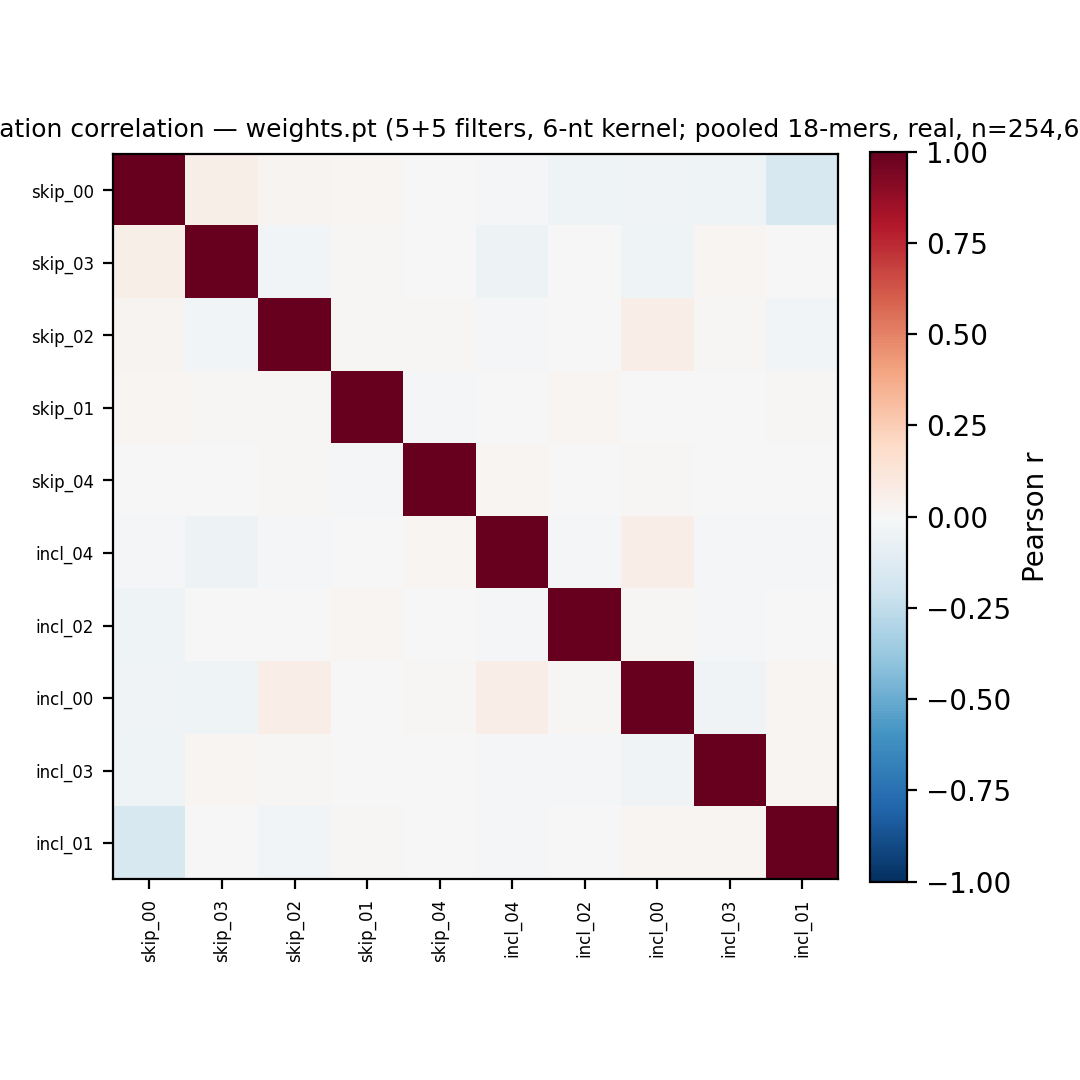 ation correlation — weights.pt (5+5 filters, 6-nt kernel; pooled 18-mers, real, n=254,6
skip_00
skip_03
skip_02
skip_01
skip_04
incl_04
incl_02
incl_00
incl_03
incl_01
skip_00
skip_03
skip_02
skip_01
skip_04
incl_04
incl_02
incl_00
incl_03
incl_01
1.00
0.75
0.50
0.25
0.00
−0.25
−0.50
−0.75
−1.00
Pearson r